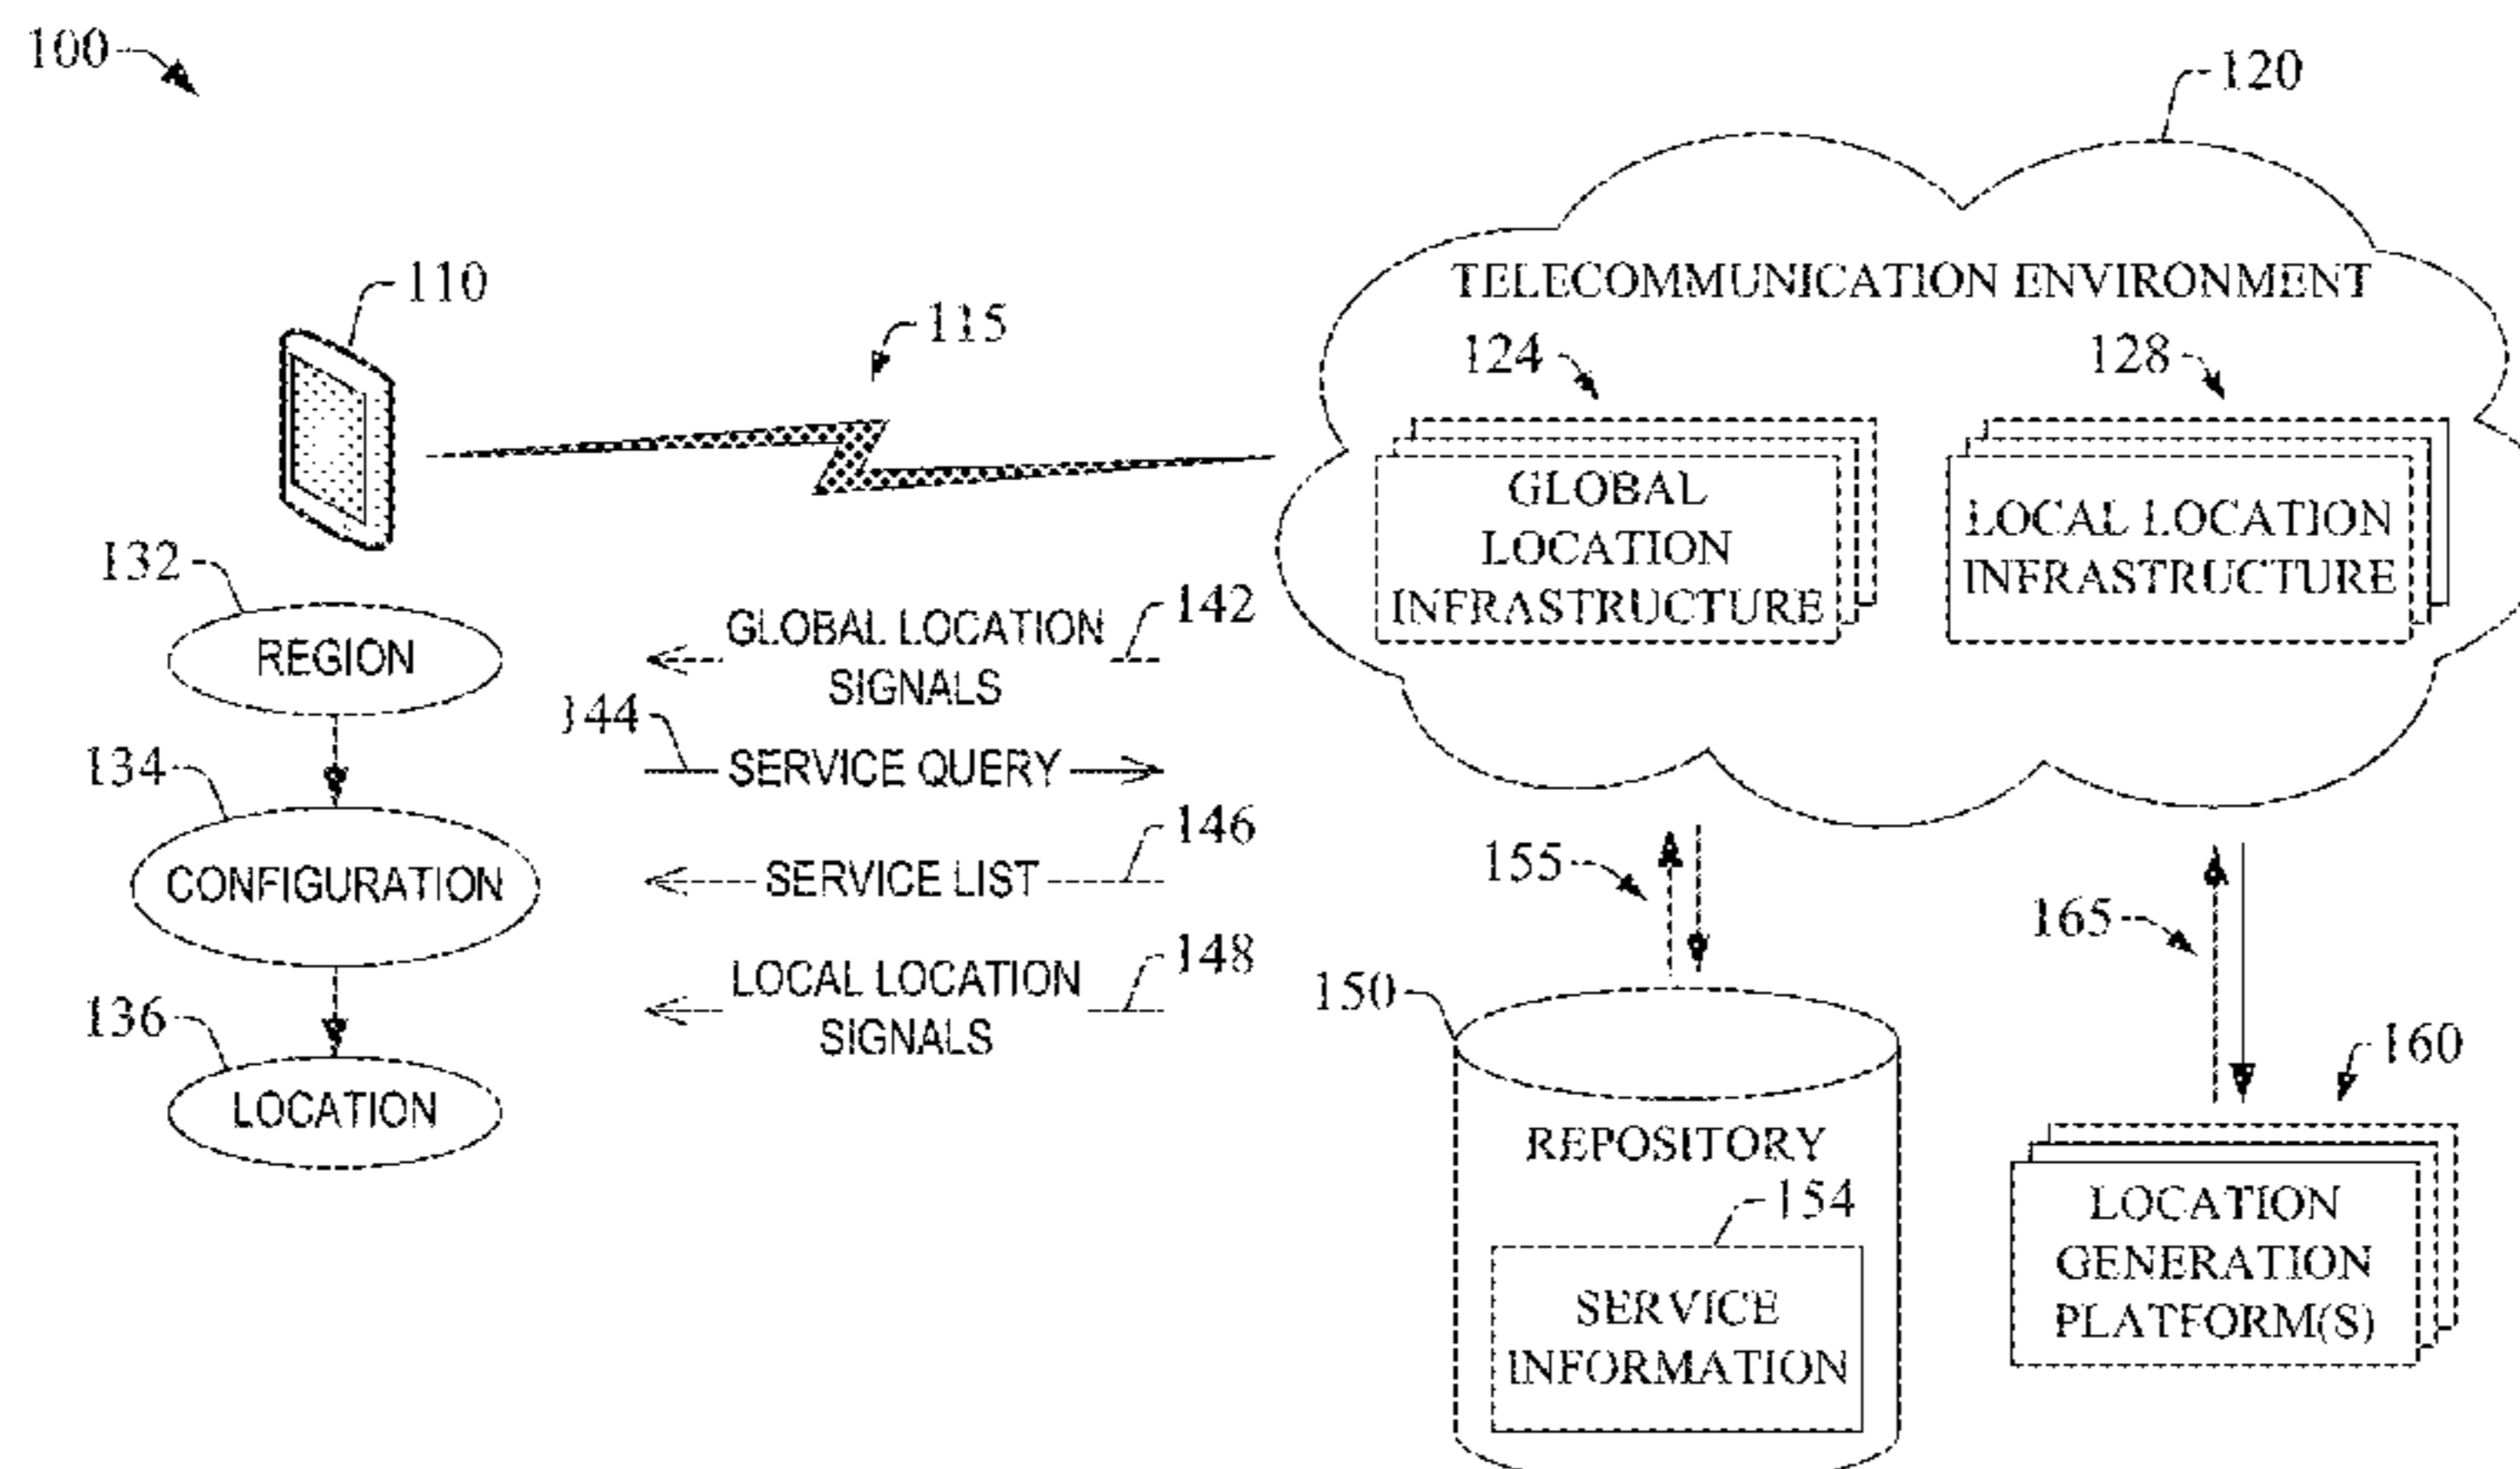 100
120
110
TELECOMMUNICATION ENVIRONMENT
115
124
128
GLOBAL
LOCATION
INFRASTRUCTURE
LOCAL LOCATION
INFRASTRUCTURE
132
REGION
GLOBAL LOCATION
SIGNALS
142
144
SERVICE QUERY
134
CONFIGURATION
146
SERVICE LIST
155
165
LOCAL LOCATION
SIGNALS
148
136
LOCATION
150
160
REPOSITORY
154
SERVICE
INFORMATION
LOCATION
GENERATION
PLATFORM(S)